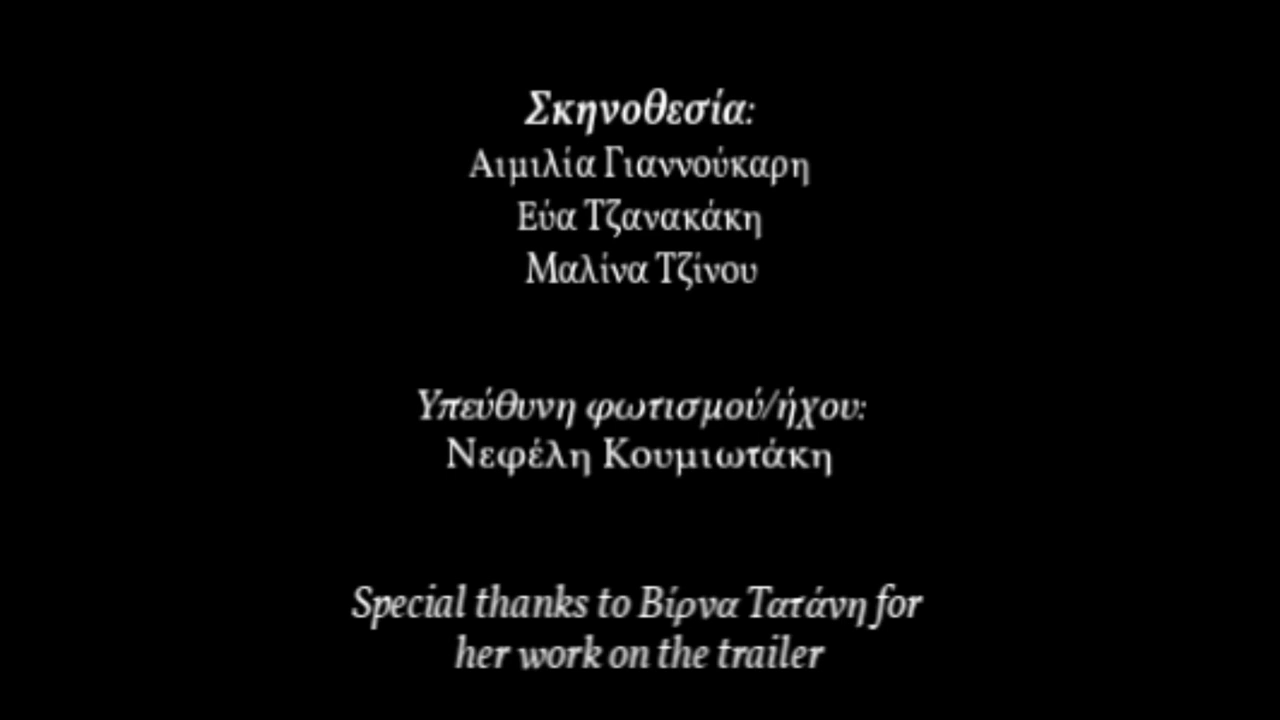 Σκηνοθεσία:
Αιμιλία Γιαννούκαρη
Εύα Τζανακάκη
Μαλίνα Τζίνου
Υπεύθυνη φωτισμού/ήχου:
Νεφέλη Κουμιωτάκη
Special thanks to Βίρνα Τατάνη for
her work on the trailer